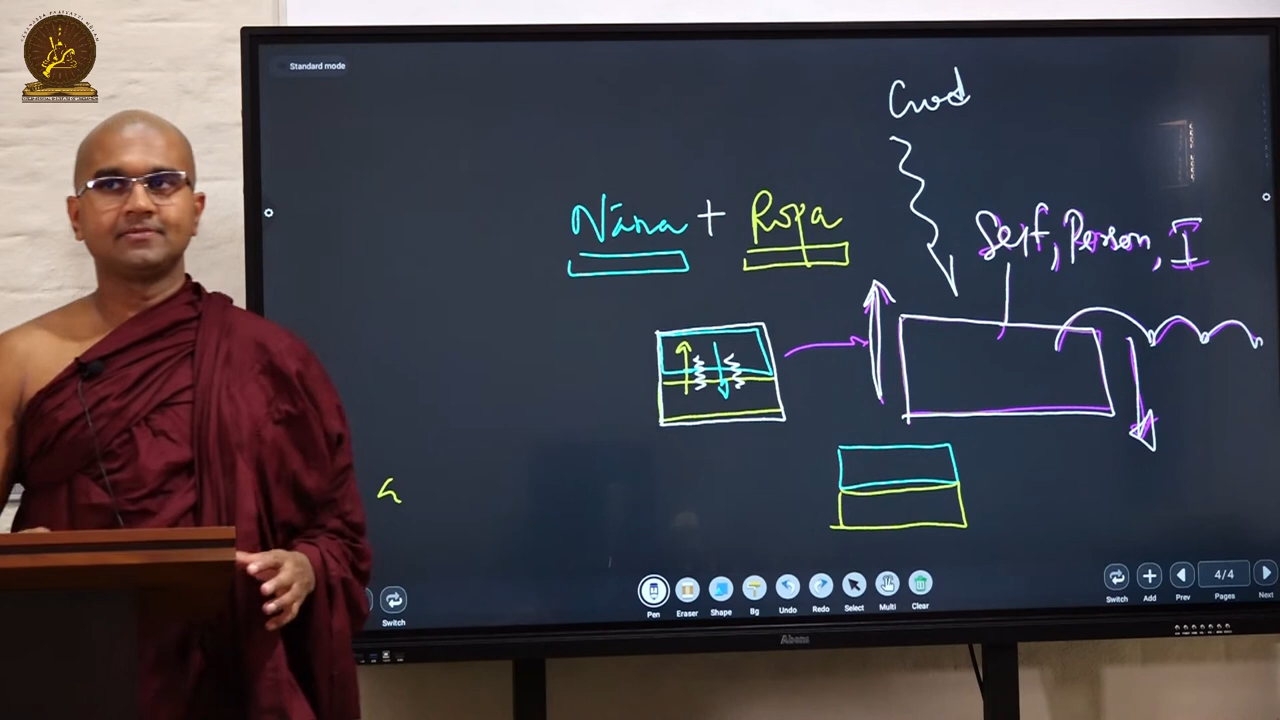 Standard mode
God
Nāma + Rūpa
Self, Person, I
Switch
Pen
Eraser
Shape
Bg
Undo
Redo
Select
Multi
Clear
Switch
Add
Prev
4/4
Pages
Next
Abans